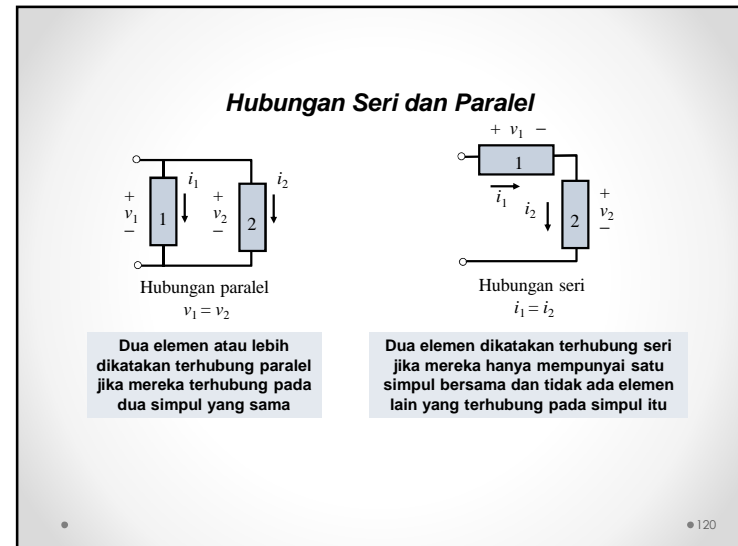 Hubungan Seri dan Paralel
+
v1
−
1
i1
+
v2
−
2
i2
Hubungan paralel
v1 = v2
Dua elemen atau lebih
dikatakan terhubung paralel
jika mereka terhubung pada
dua simpul yang sama
+ v1 −
1
i1
i2
2
+
v2
−
Hubungan seri
i1 = i2
Dua elemen dikatakan terhubung seri
jika mereka hanya mempunyai satu
simpul bersama dan tidak ada elemen
lain yang terhubung pada simpul itu
120